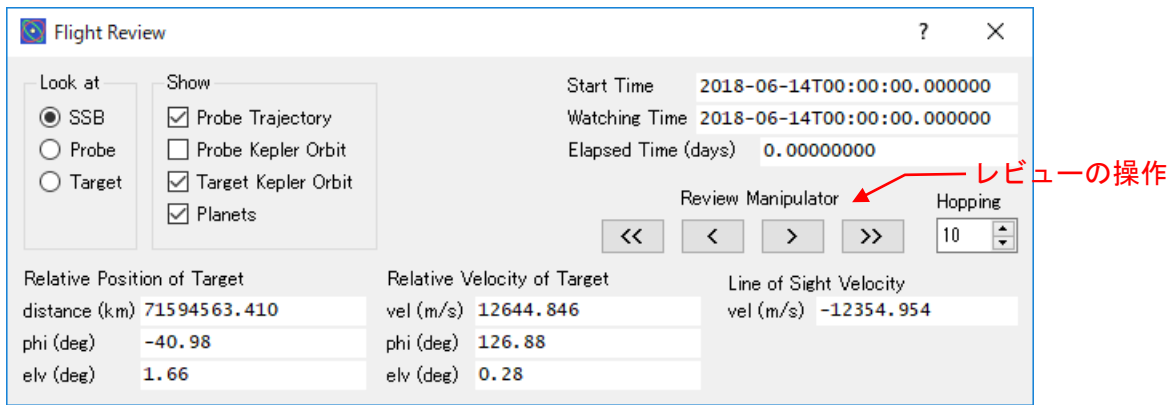 Flight Review ? ×
Look at
SSB
Probe
Target
Show
Probe Trajectory
Probe Kepler Orbit
Target Kepler Orbit
Planets
Start Time 2018-06-14T00:00:00.000000
Watching Time 2018-06-14T00:00:00.000000
Elapsed Time (days) 0.00000000
レビューの操作
Review Manipulator
<< < > >>
Hopping
10
Relative Position of Target
distance (km) 71594563.410
phi (deg) -40.98
elv (deg) 1.66
Relative Velocity of Target
vel (m/s) 12644.846
phi (deg) 126.88
elv (deg) 0.28
Line of Sight Velocity
vel (m/s) -12354.954